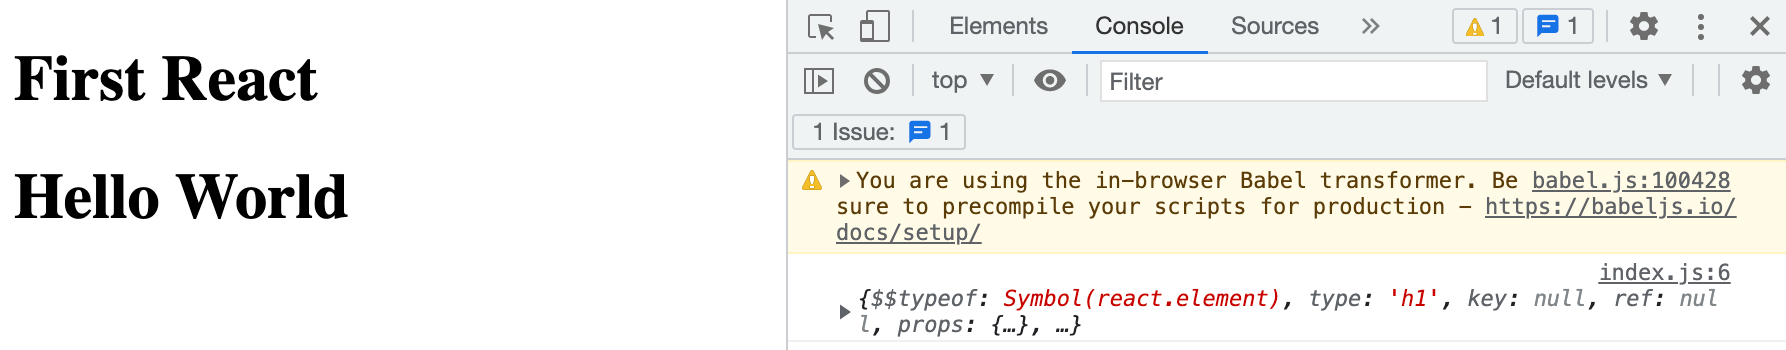 First React
Hello World
Elements Console Sources 1 1
top Filter Default levels
1 Issue: 1
You are using the in-browser Babel transformer. Be babel.js:100428
sure to precompile your scripts for production - https://babeljs.io/
docs/setup/
index.js:6
{$$typeof: Symbol(react.element), type: 'h1', key: null, ref: nul
l, props: {…}, …}